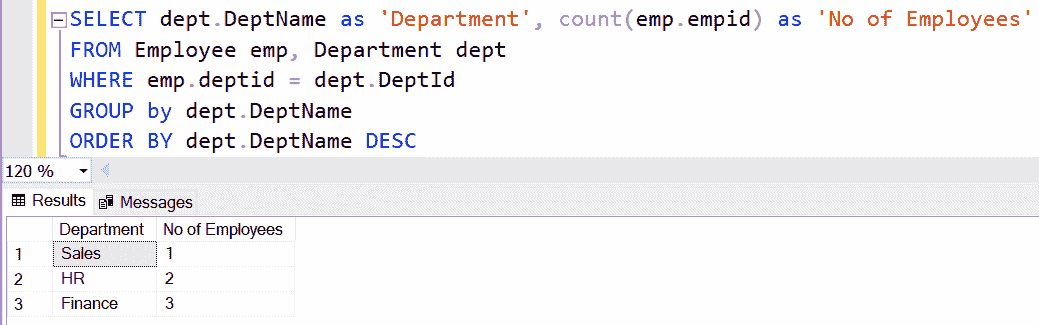 SELECT dept.DeptName as 'Department', count(emp.empid) as 'No of Employees'
FROM Employee emp, Department dept
WHERE emp.deptid = dept.DeptId
GROUP by dept.DeptName
ORDER BY dept.DeptName DESC
120 %
Results Messages
Department No of Employees
1 Sales 1
2 HR 2
3 Finance 3